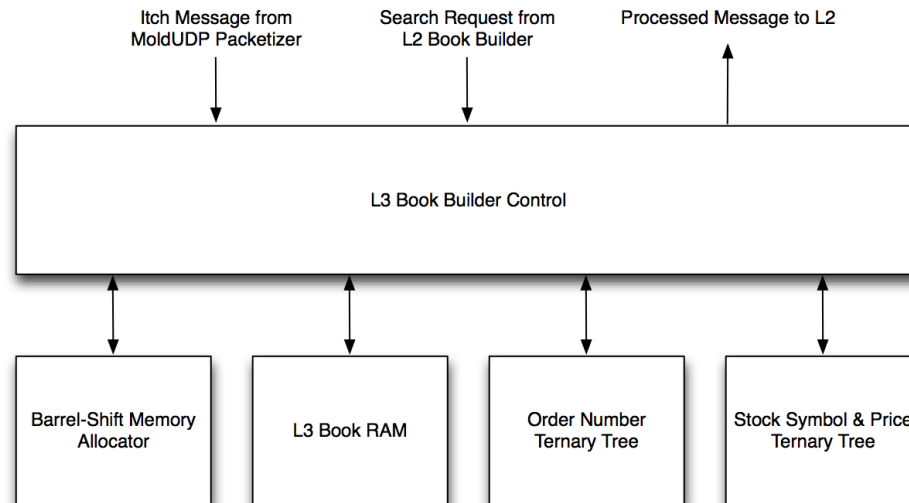 Itch Message from
MoldUDP Packetizer
Search Request from
L2 Book Builder
Processed Message to L2
L3 Book Builder Control
Barrel-Shift Memory
Allocator
L3 Book RAM
Order Number
Ternary Tree
Stock Symbol & Price
Ternary Tree